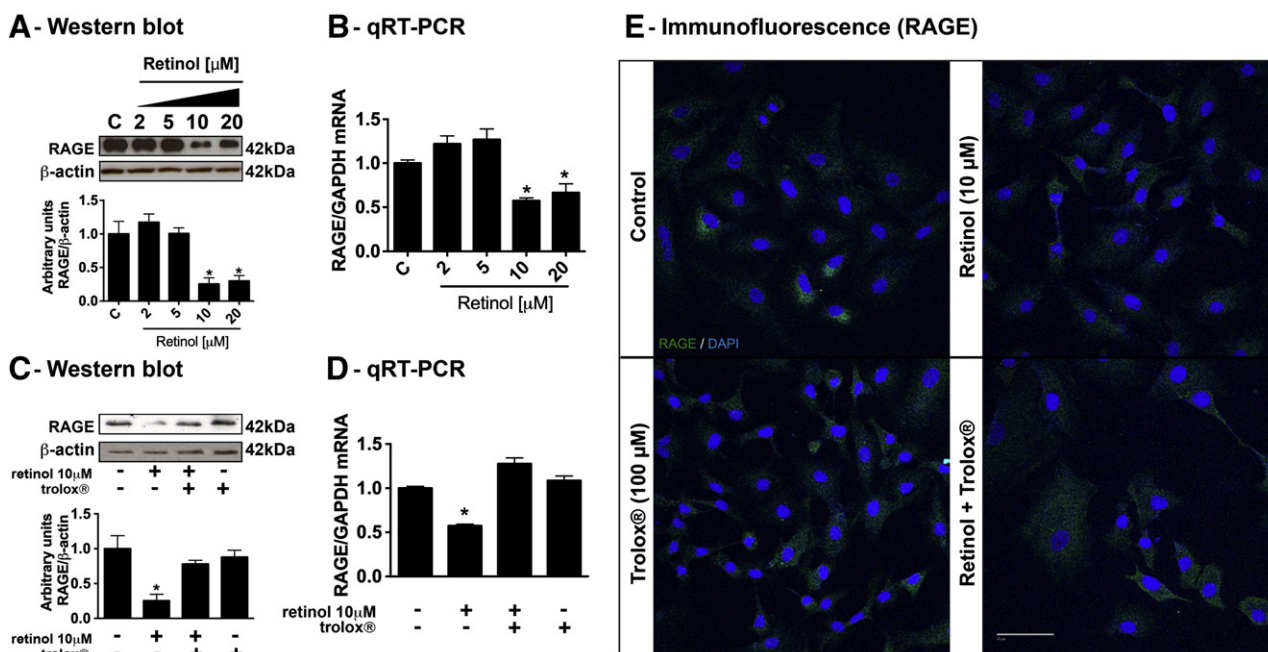 A - Western blot
Retinol [μM]
C 2 5 10 20
RAGE 42kDa
β-actin 42kDa
Arbitrary units
RAGE/β-actin
1.5
1.0
0.5
0.0
* *
C 2 5 10 20
Retinol [μM]
B - qRT-PCR
RAGE/GAPDH mRNA
1.5
1.0
0.5
0.0
* *
C 2 5 10 20
Retinol [μM]
C - Western blot
RAGE 42kDa
β-actin 42kDa
retinol 10μM - + + -
trolox® - - + +
Arbitrary units
RAGE/β-actin
1.5
1.0
0.5
0.0
*
retinol 10μM - + + -
trolox® - - + +
D - qRT-PCR
RAGE/GAPDH mRNA
1.5
1.0
0.5
0.0
*
retinol 10μM - + + -
trolox® - - + +
E - Immunofluorescence (RAGE)
Control
RAGE / DAPI
Retinol (10 μM)
Trolox® (100 μM)
Retinol + Trolox®